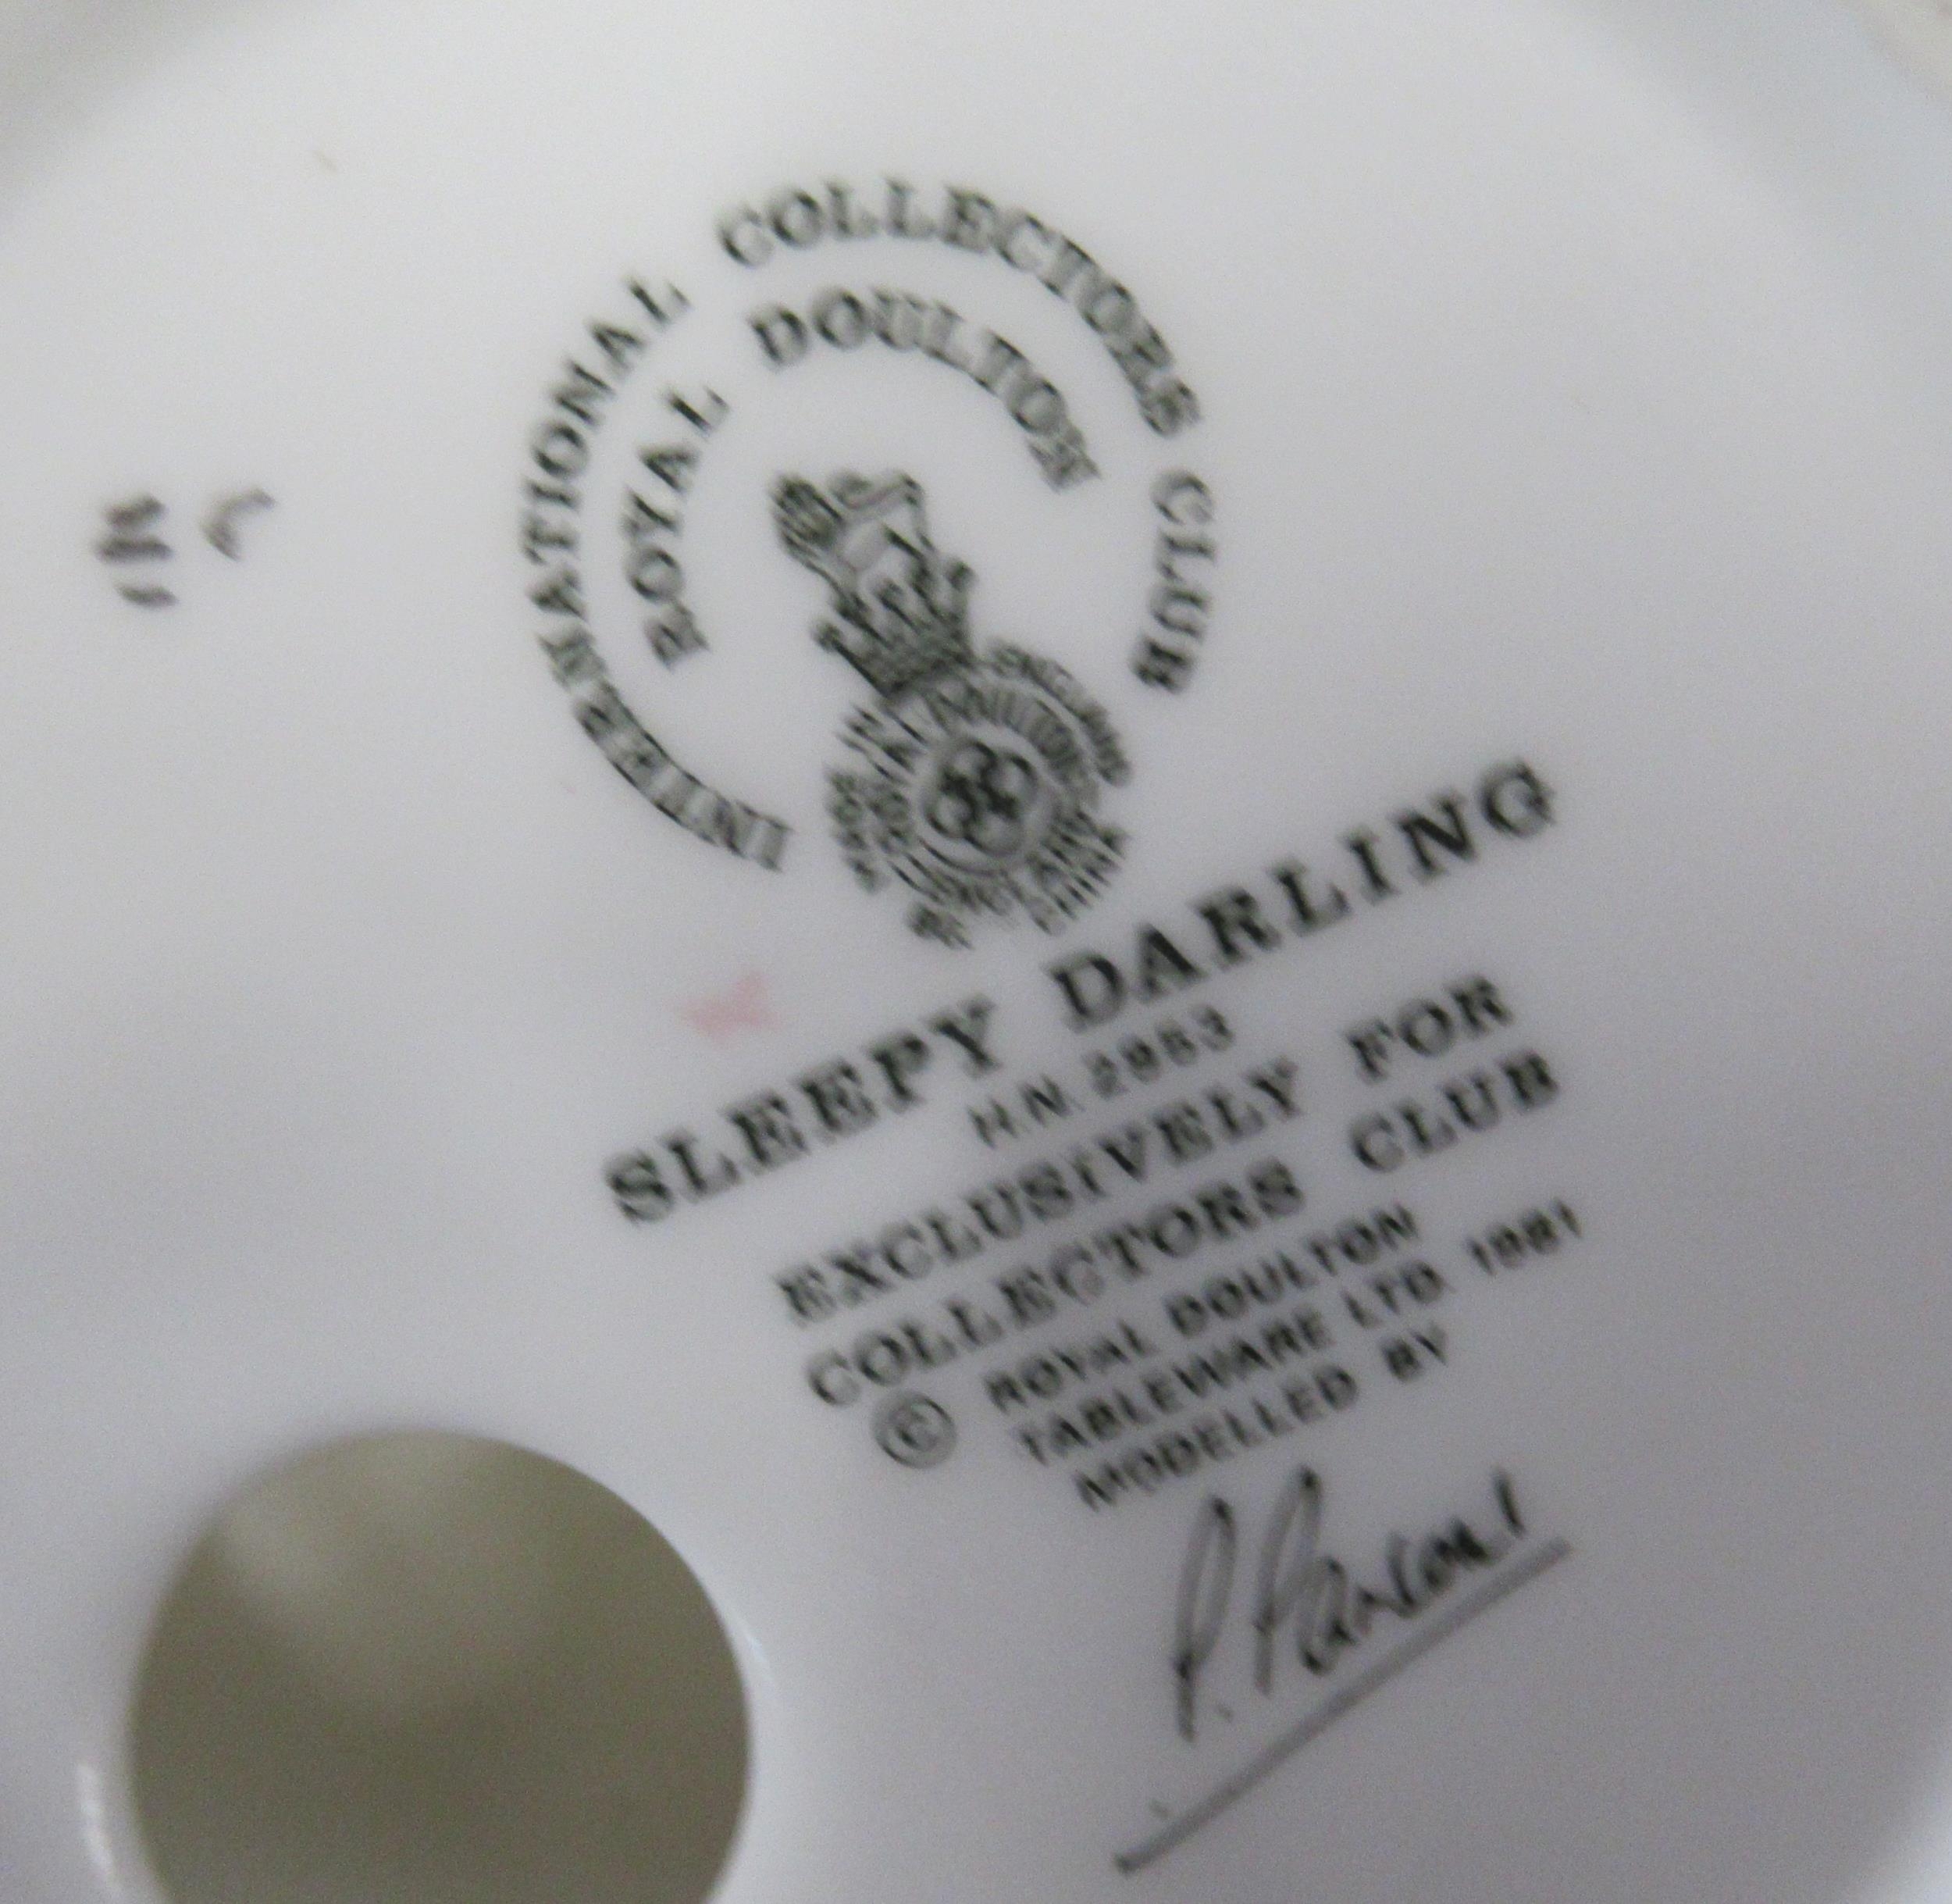 INTERNATIONAL COLLECTORS CLUB
ROYAL DOULTON
SLEEPY DARLING
H.N. 2953
EXCLUSIVELY FOR
COLLECTORS CLUB
© ROYAL DOULTON
TABLEWARE LTD 1981
MODELLED BY
P. Parsons